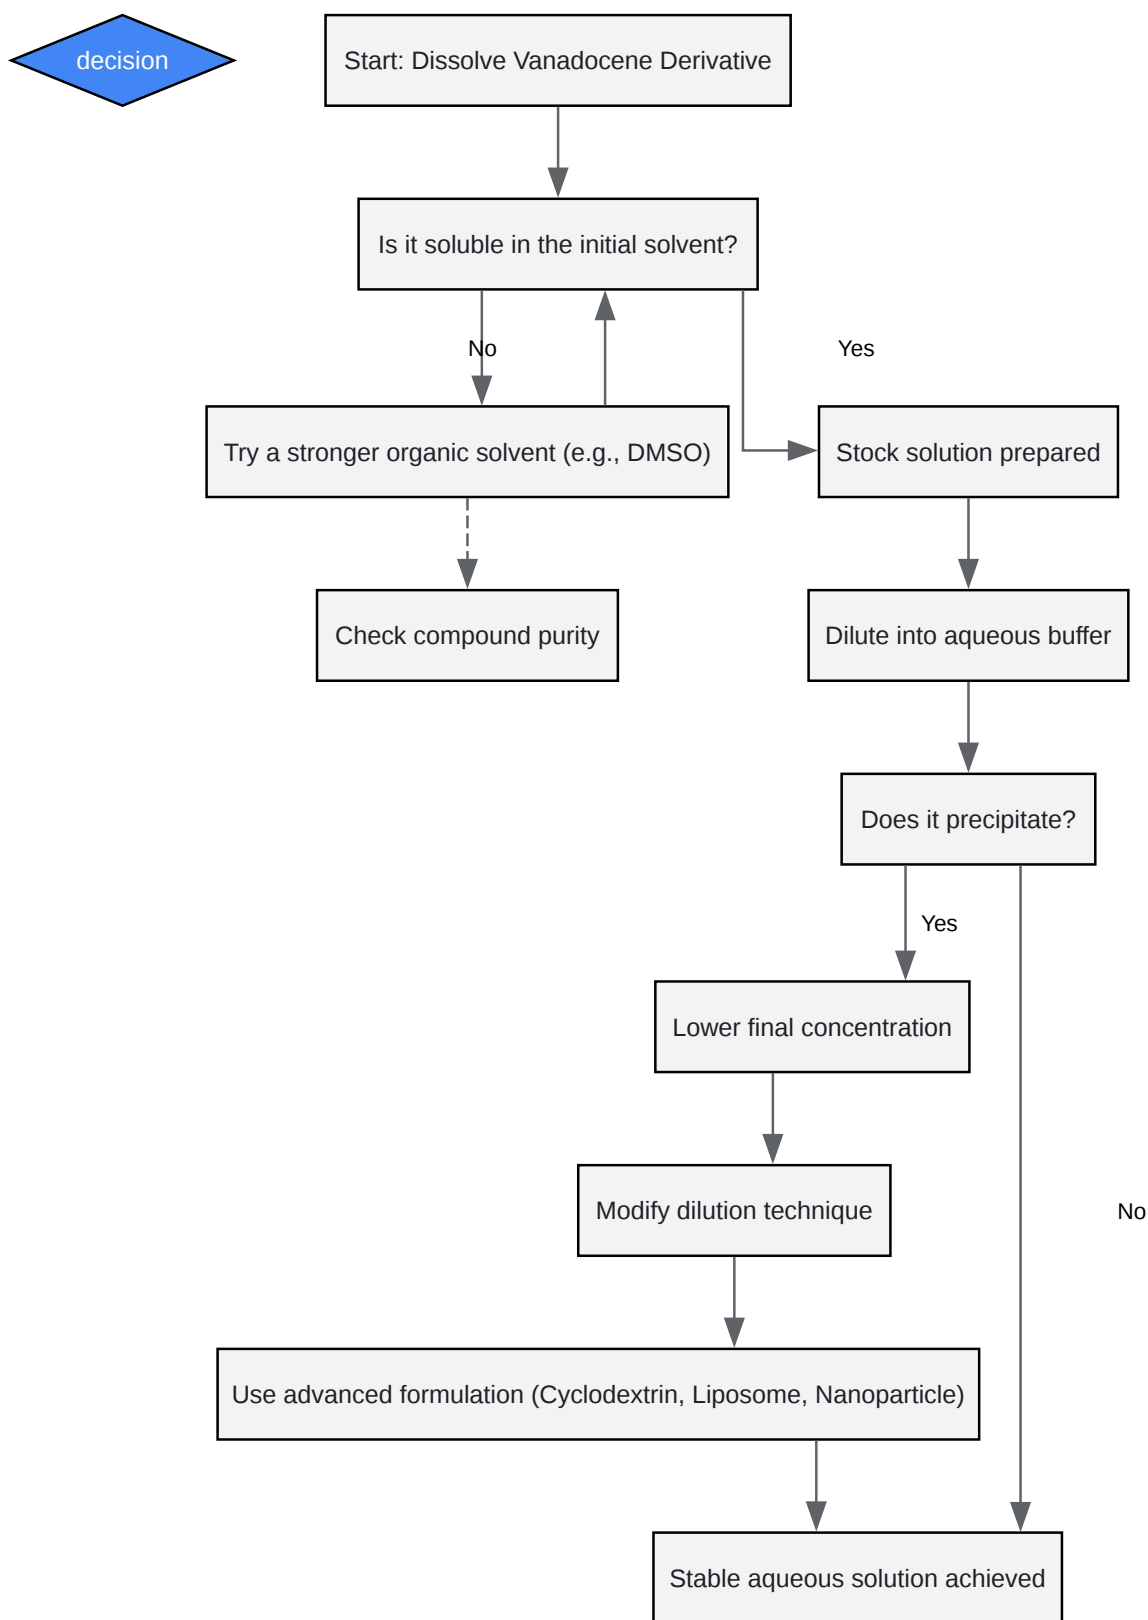 decision
Start: Dissolve Vanadocene Derivative
Is it soluble in the initial solvent?
No
Yes
Try a stronger organic solvent (e.g., DMSO)
Stock solution prepared
Check compound purity
Dilute into aqueous buffer
Does it precipitate?
Yes
Lower final concentration
Modify dilution technique
No
Use advanced formulation (Cyclodextrin, Liposome, Nanoparticle)
Stable aqueous solution achieved